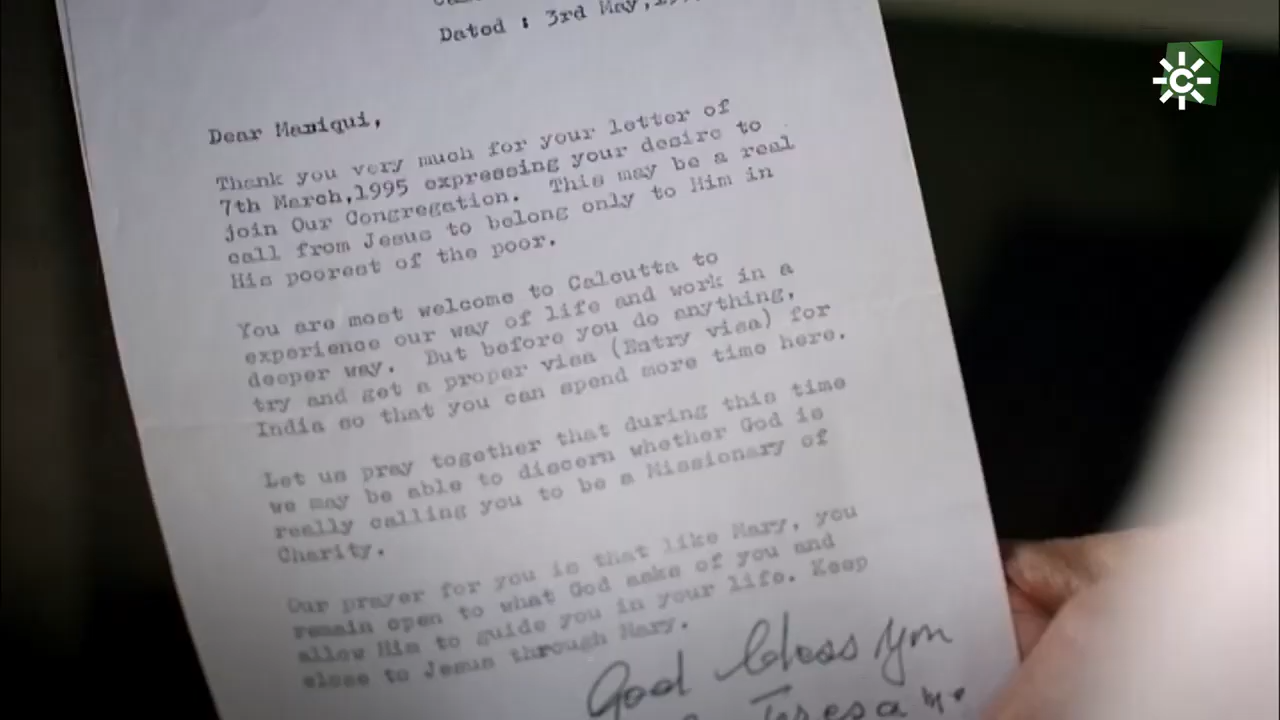 Dated : 3rd May,19
Dear Maniqui,
Thank you very much for your letter of
7th March,1995 expressing your desire to
join Our Congregation. This may be a real
call from Jesus to belong only to Him in
His poorest of the poor.
You are most welcome to Calcutta to
experience our way of life and work in a
deeper way. But before you do anything,
try and get a proper visa (Entry visa) for
India so that you can spend more time here.
Let us pray together that during this time
we may be able to discern whether God is
really calling you to be a Missionary of
Charity.
Our prayer for you is that like Mary, you
remain open to what God asks of you and
allow Him to guide you in your life. Keep
close to Jesus through Mary.
God bless you
Teresa mc